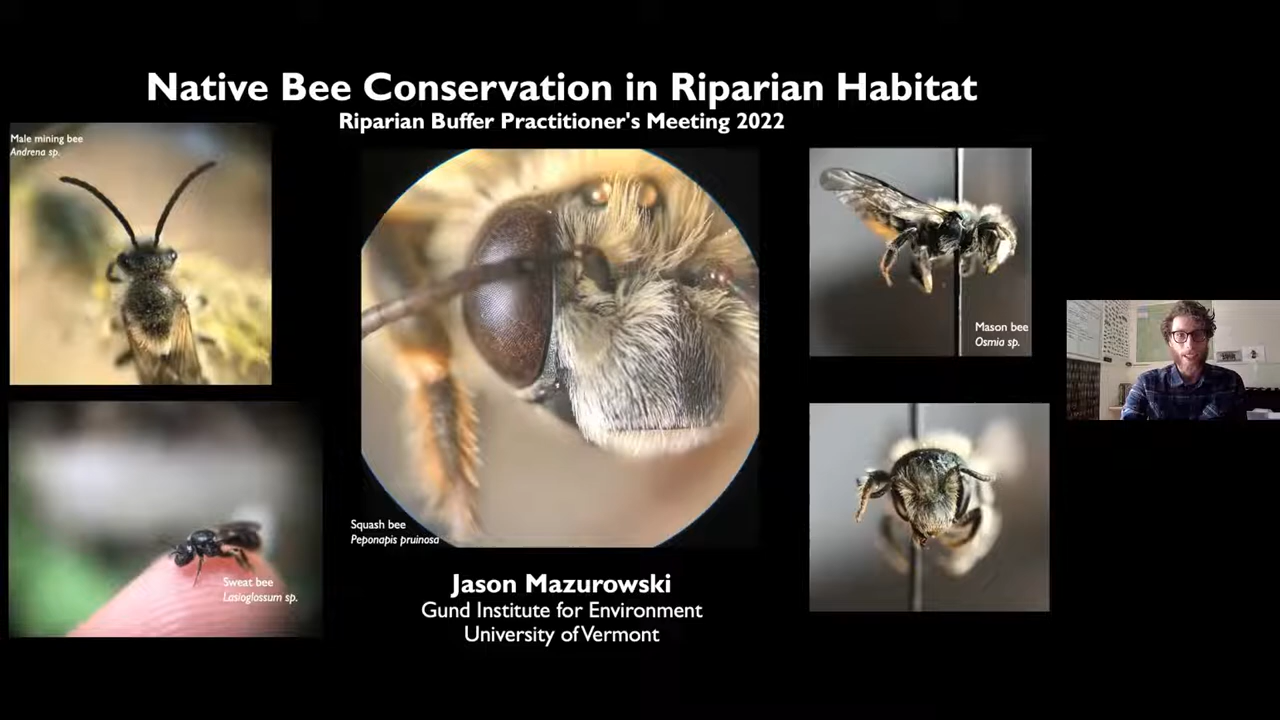 Native Bee Conservation in Riparian Habitat
Riparian Buffer Practitioner's Meeting 2022
Male mining bee
Andrena sp.
Mason bee
Osmia sp.
Squash bee
Peponapis pruinosa
Sweat bee
Lasioglossum sp.
Jason Mazurowski
Gund Institute for Environment
University of Vermont